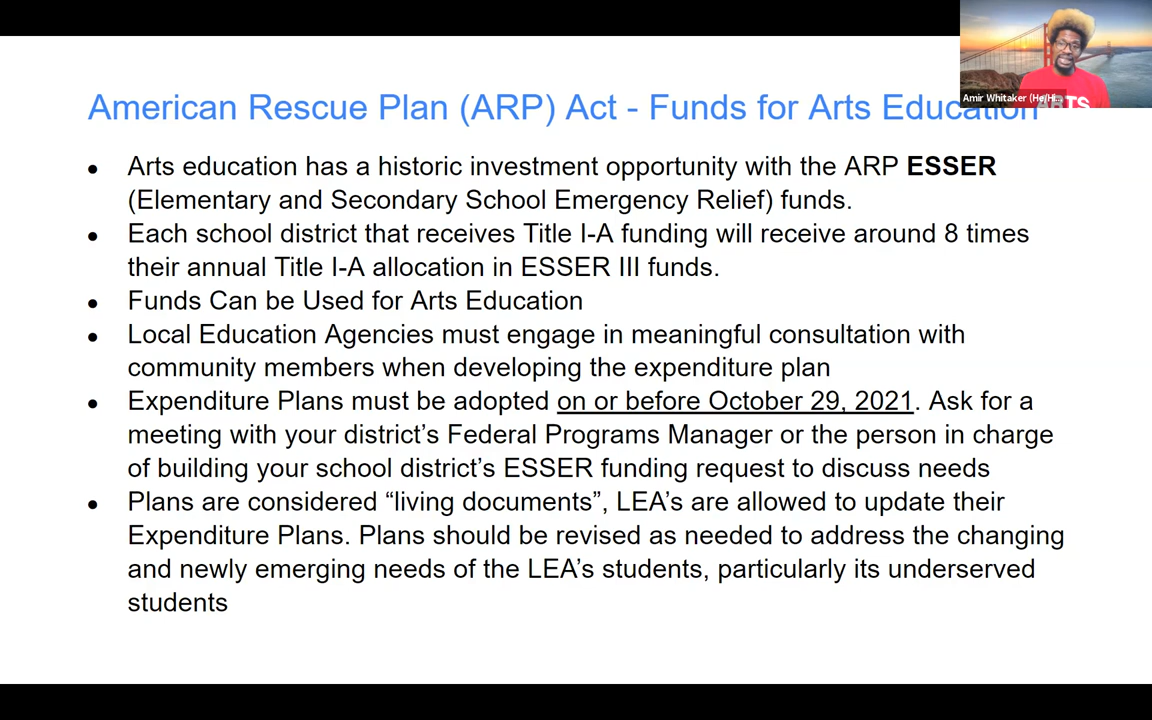 American Rescue Plan (ARP) Act - Funds for Arts Education
Amir Whitaker (He/Hi...
ARTS
• Arts education has a historic investment opportunity with the ARP ESSER
(Elementary and Secondary School Emergency Relief) funds.
• Each school district that receives Title I-A funding will receive around 8 times
their annual Title I-A allocation in ESSER III funds.
• Funds Can be Used for Arts Education
• Local Education Agencies must engage in meaningful consultation with
community members when developing the expenditure plan
• Expenditure Plans must be adopted on or before October 29, 2021. Ask for a
meeting with your district’s Federal Programs Manager or the person in charge
of building your school district’s ESSER funding request to discuss needs
• Plans are considered “living documents”, LEA’s are allowed to update their
Expenditure Plans. Plans should be revised as needed to address the changing
and newly emerging needs of the LEA’s students, particularly its underserved
students